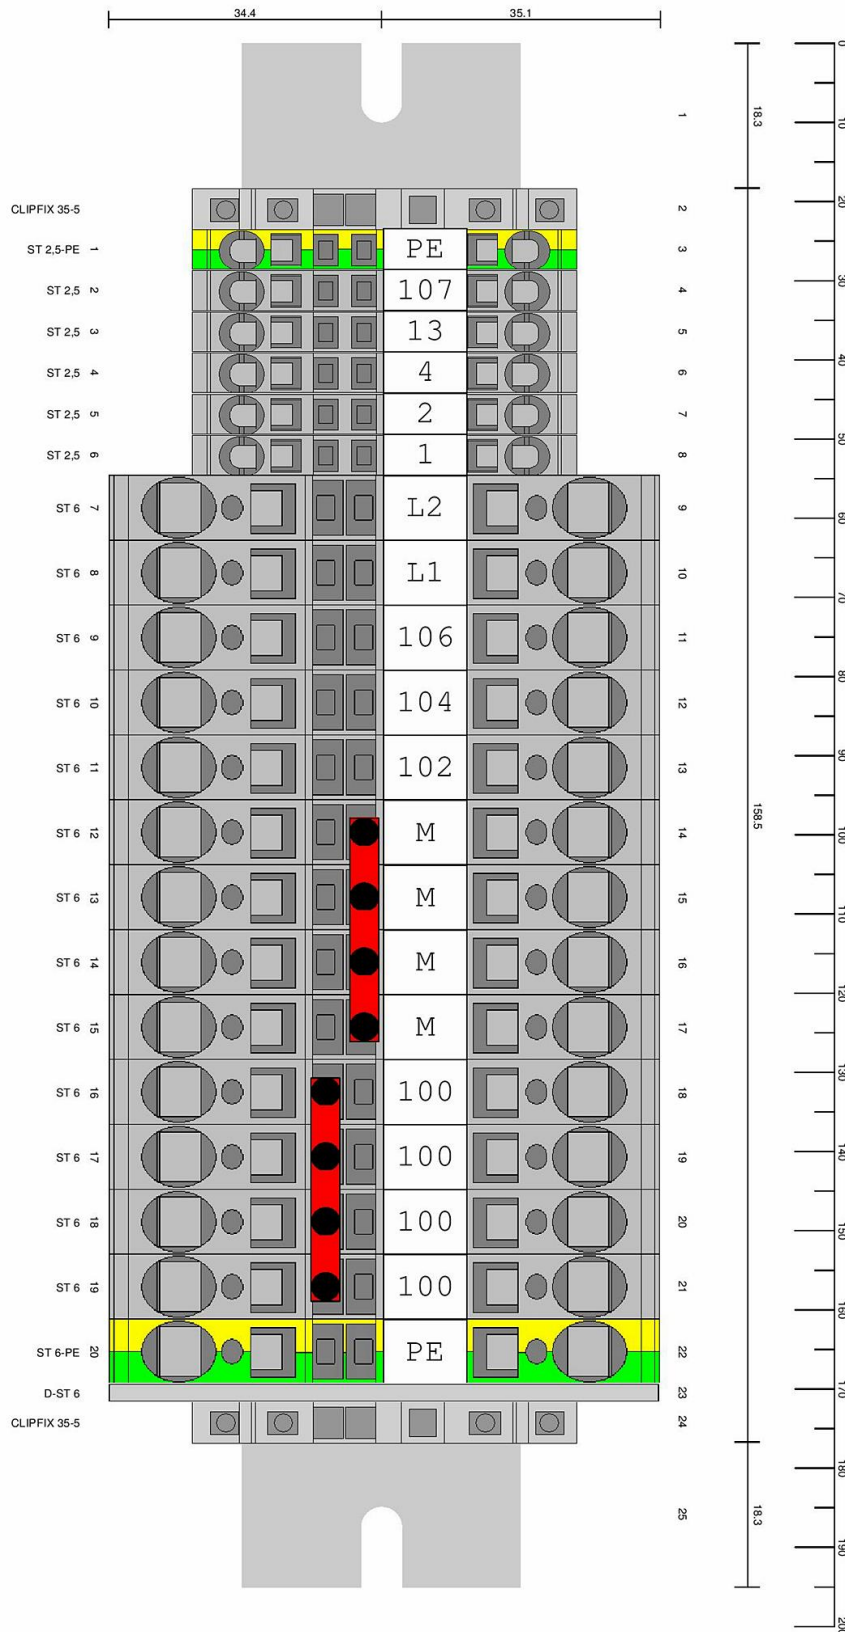 34.4 35.1
0
1
18.3
10
20
CLIPFIX 35-5 2
ST 2,5-PE 1 PE 3
30
ST 2,5 2 107 4
ST 2,5 3 13 5
40
ST 2,5 4 4 6
ST 2,5 5 2 7
50
ST 2,5 6 1 8
ST 6 7 L2 9
60
ST 6 8 L1 10
70
ST 6 9 106 11
80
ST 6 10 104 12
90
ST 6 11 102 13
158.5
ST 6 12 M 14
100
ST 6 13 M 15
110
ST 6 14 M 16
120
ST 6 15 M 17
130
ST 6 16 100 18
140
ST 6 17 100 19
150
ST 6 18 100 20
160
ST 6 19 100 21
ST 6-PE 20 PE 22
170
D-ST 6 23
CLIPFIX 35-5 24
180
25
18.3
190
200